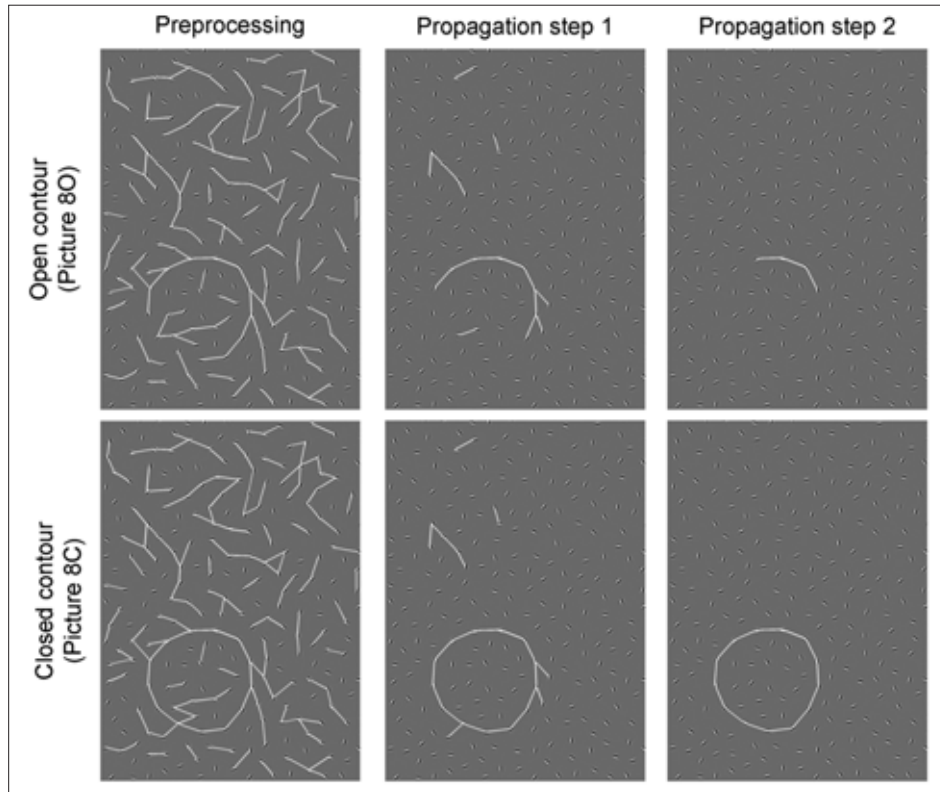 Preprocessing
Propagation step 1
Propagation step 2
Open contour
(Picture 8O)
Closed contour
(Picture 8C)